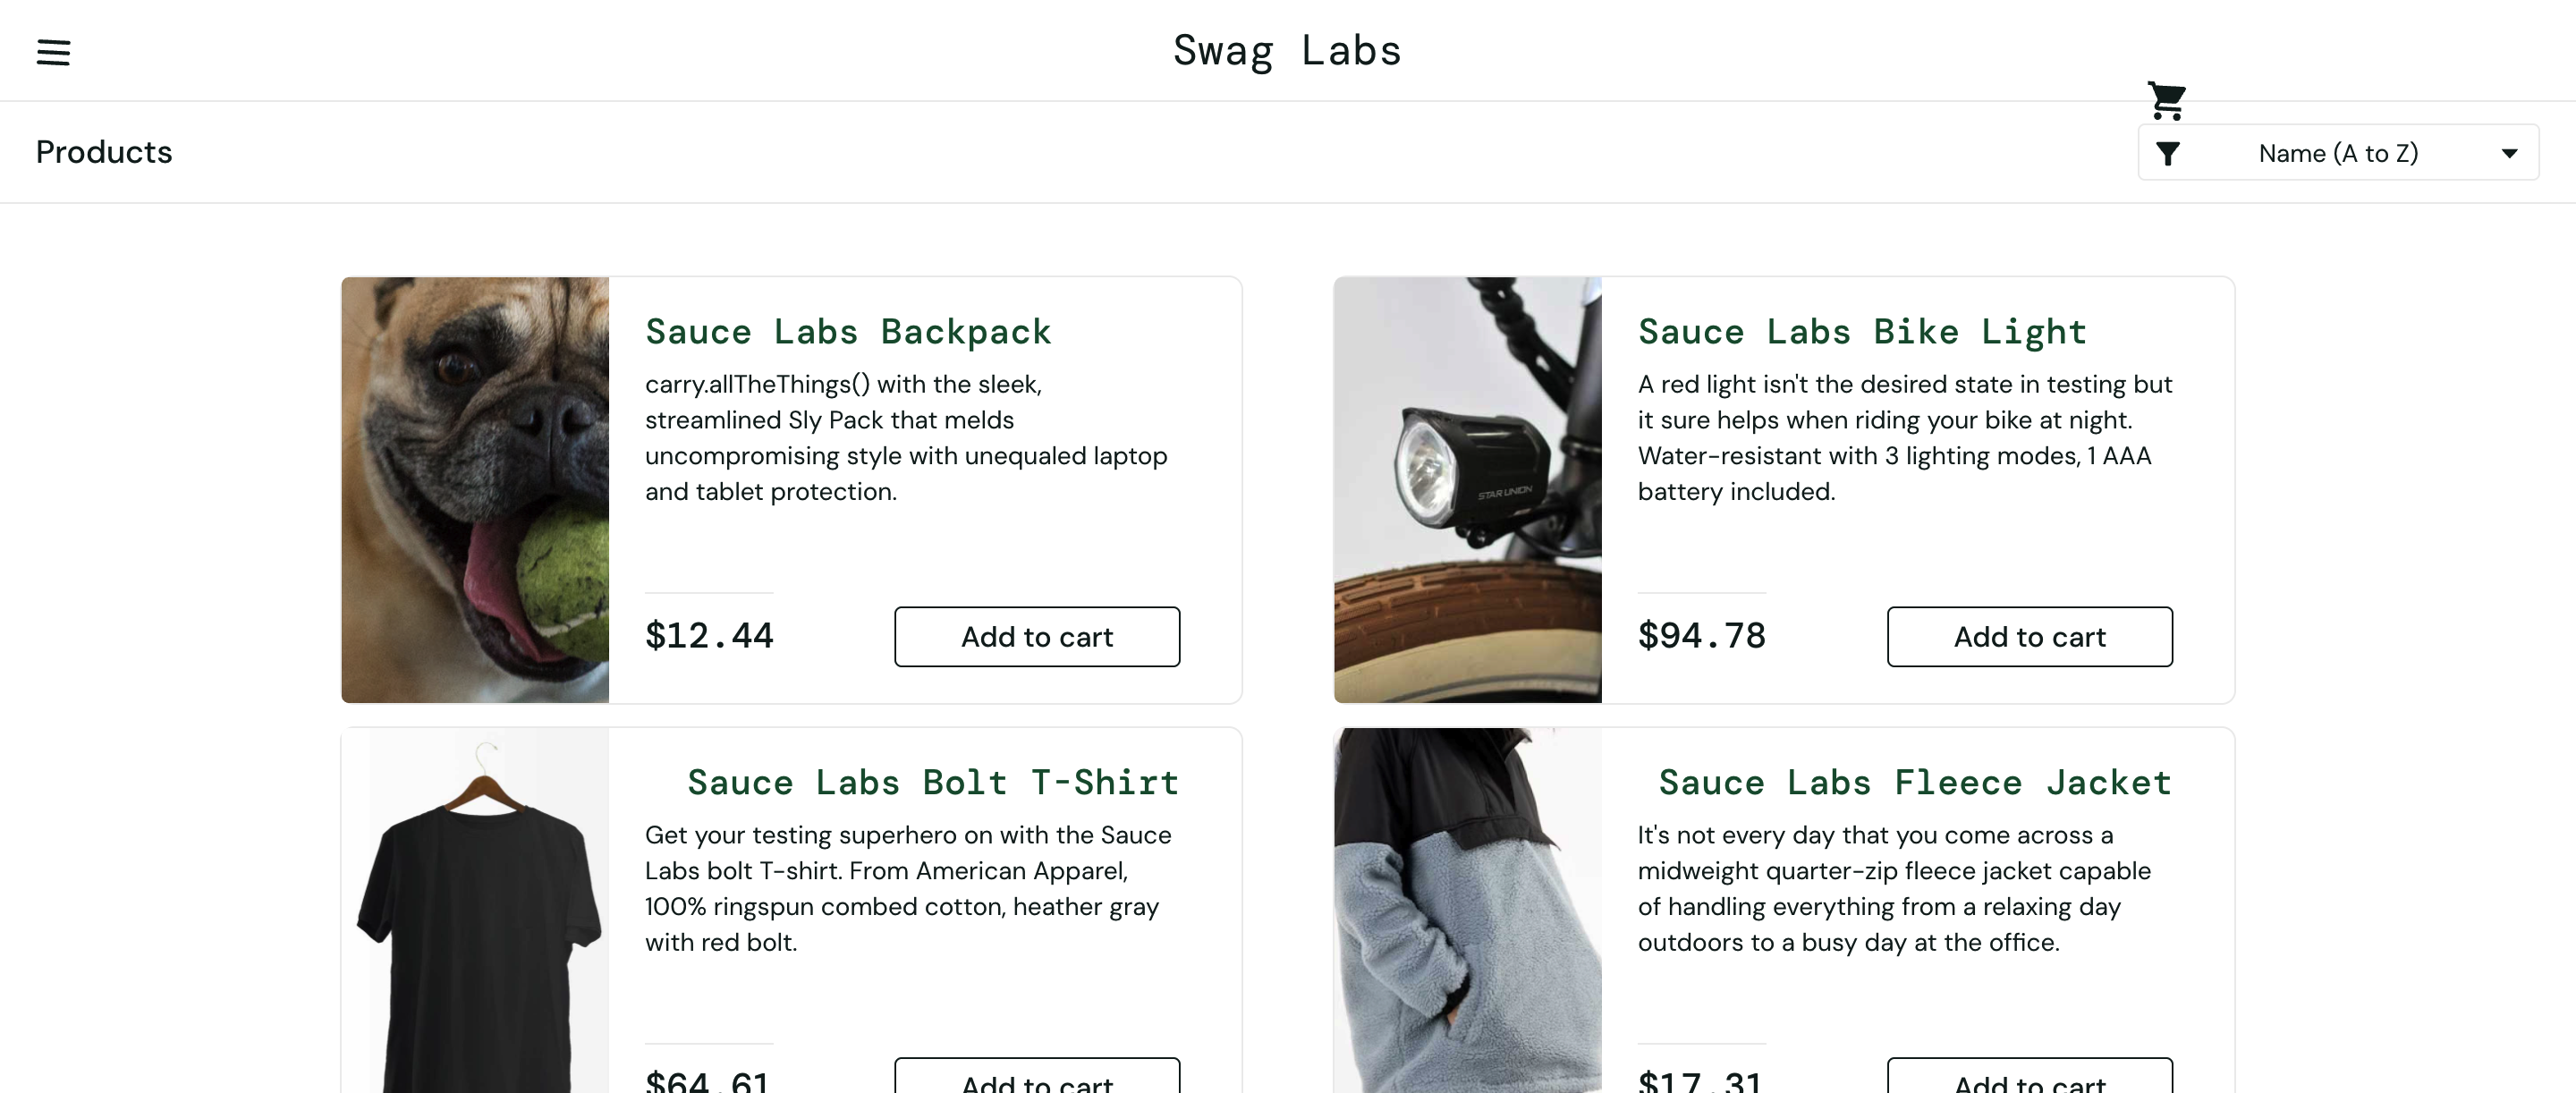 Swag Labs
Products
Name (A to Z)
Sauce Labs Backpack
carry.allTheThings() with the sleek,
streamlined Sly Pack that melds
uncompromising style with unequaled laptop
and tablet protection.
$12.44
Add to cart
Sauce Labs Bike Light
A red light isn't the desired state in testing but
it sure helps when riding your bike at night.
Water-resistant with 3 lighting modes, 1 AAA
battery included.
STAR UNION
$94.78
Add to cart
Sauce Labs Bolt T-Shirt
Get your testing superhero on with the Sauce
Labs bolt T-shirt. From American Apparel,
100% ringspun combed cotton, heather gray
with red bolt.
$64.61
Add to cart
Sauce Labs Fleece Jacket
It's not every day that you come across a
midweight quarter-zip fleece jacket capable
of handling everything from a relaxing day
outdoors to a busy day at the office.
$17.31
Add to cart